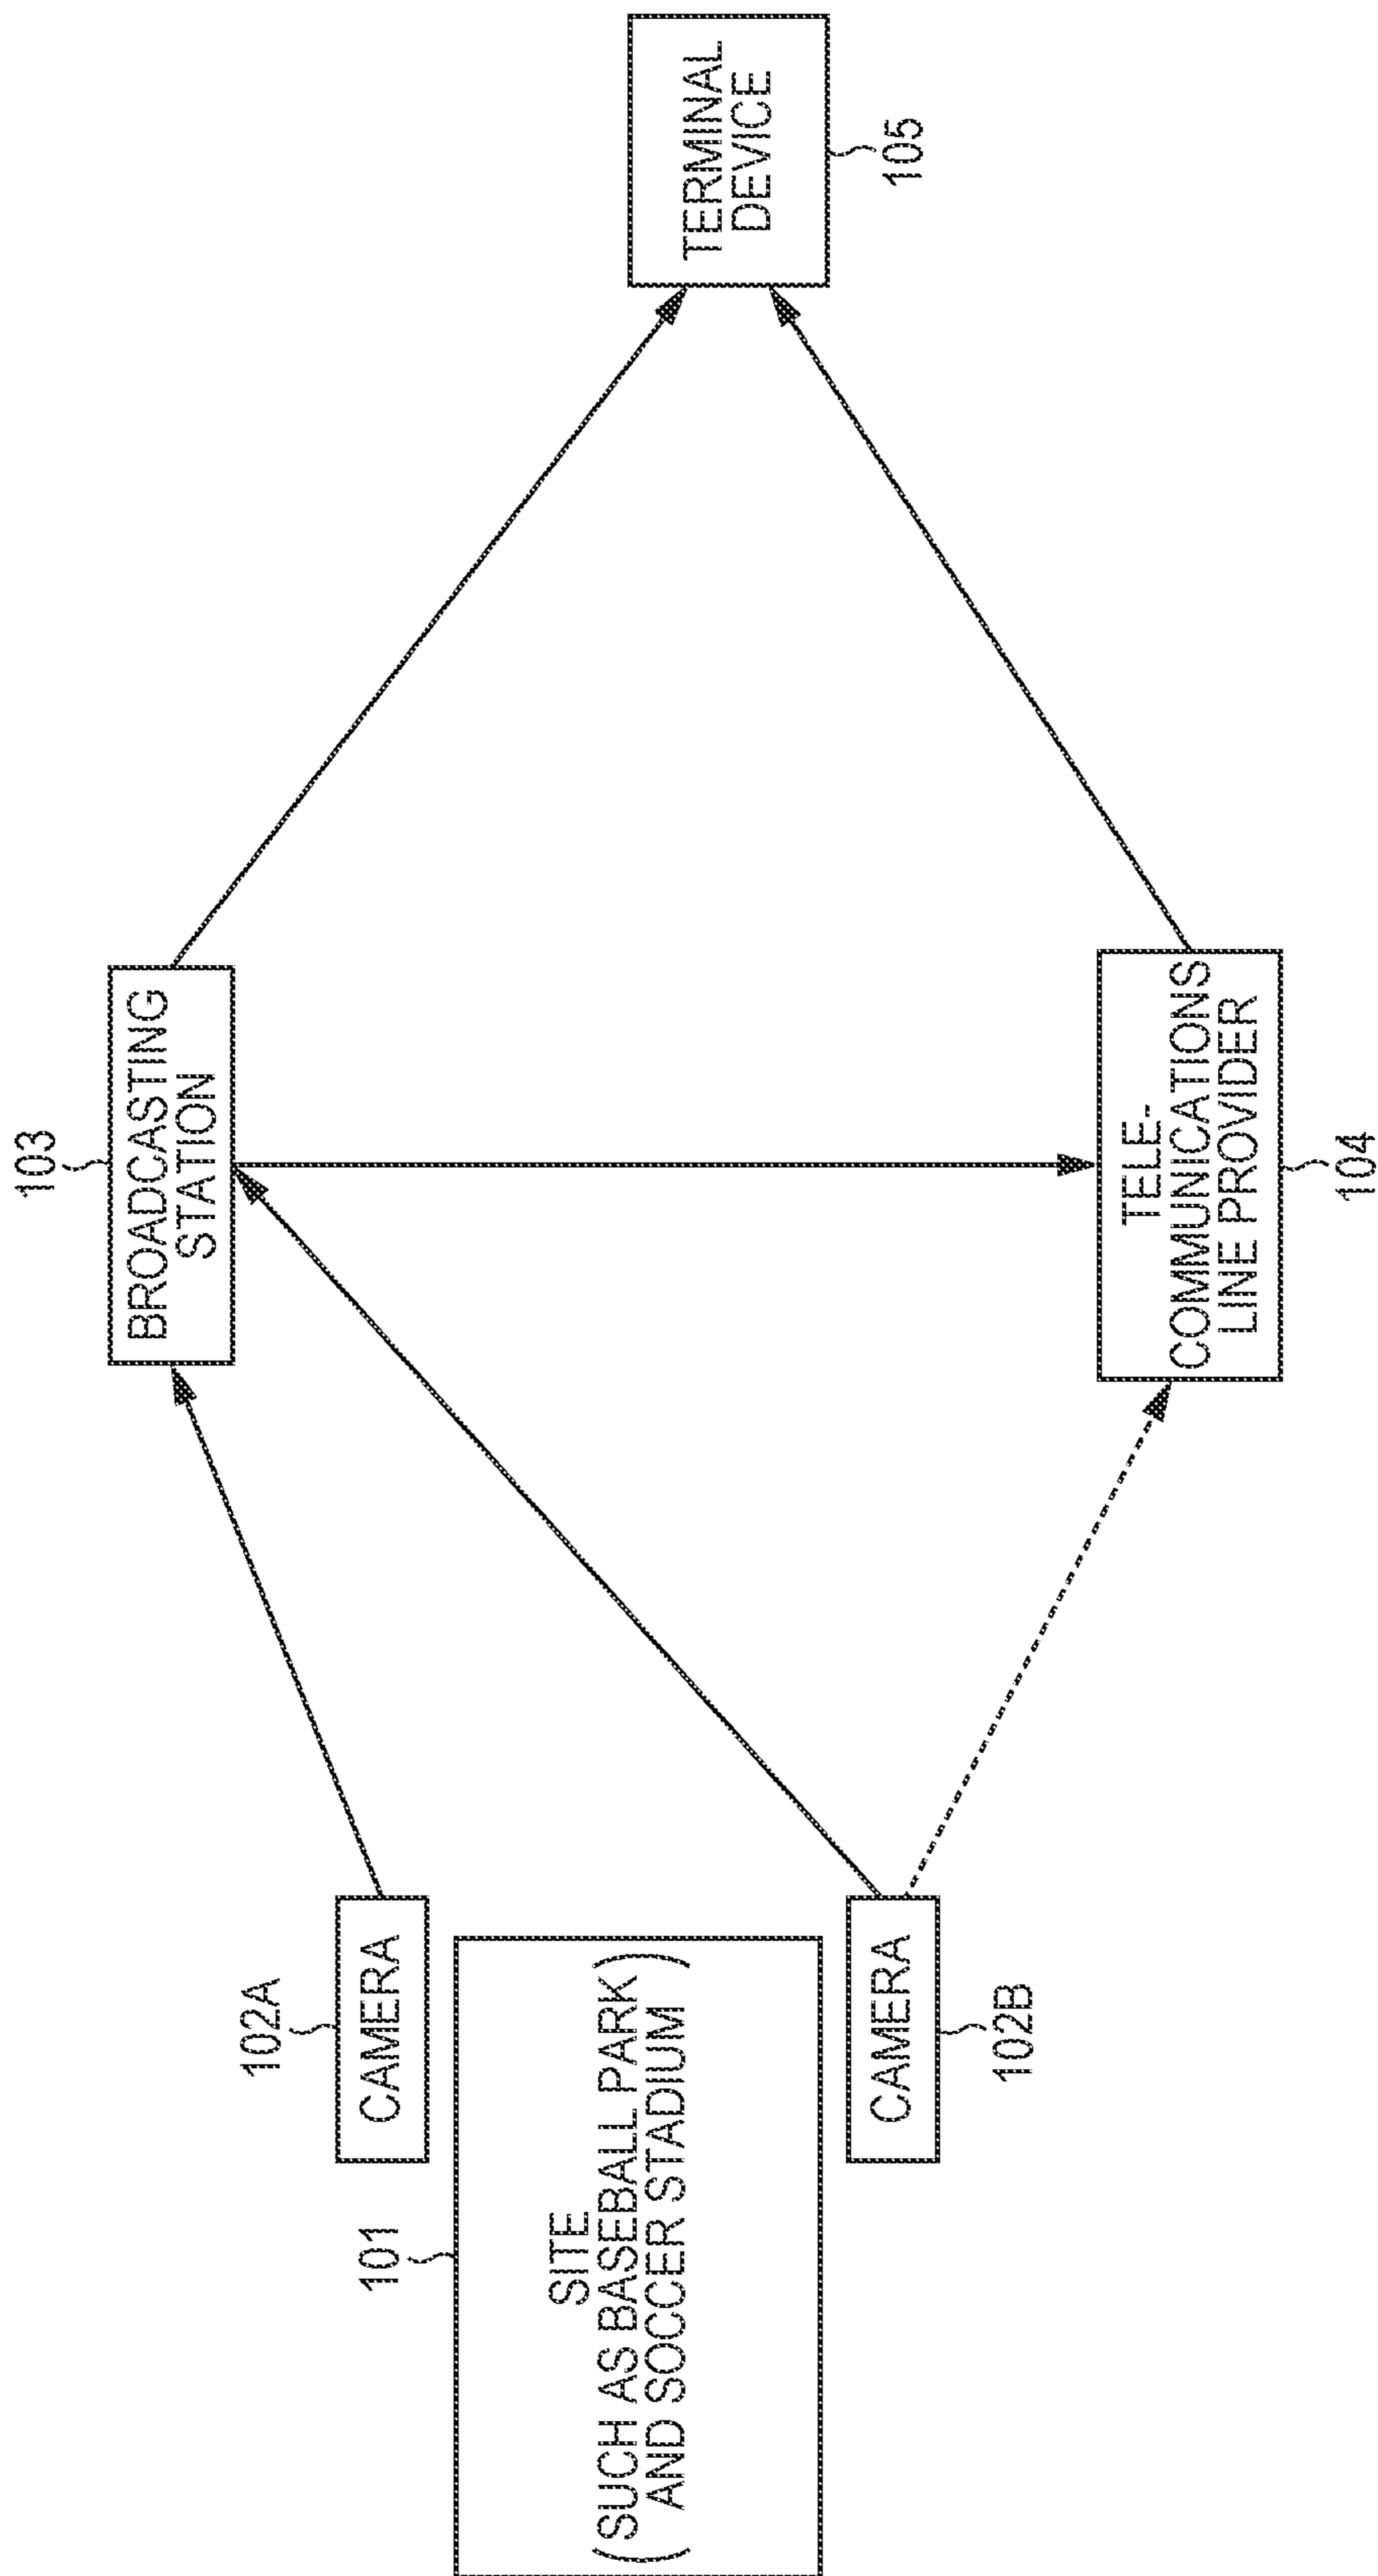 103
BROADCASTING
STATION
102A
CAMERA
101
SITE
(SUCH AS BASEBALL PARK
AND SOCCER STADIUM)
CAMERA
102B
TERMINAL
DEVICE
105
TELE-
COMMUNICATIONS
LINE PROVIDER
104